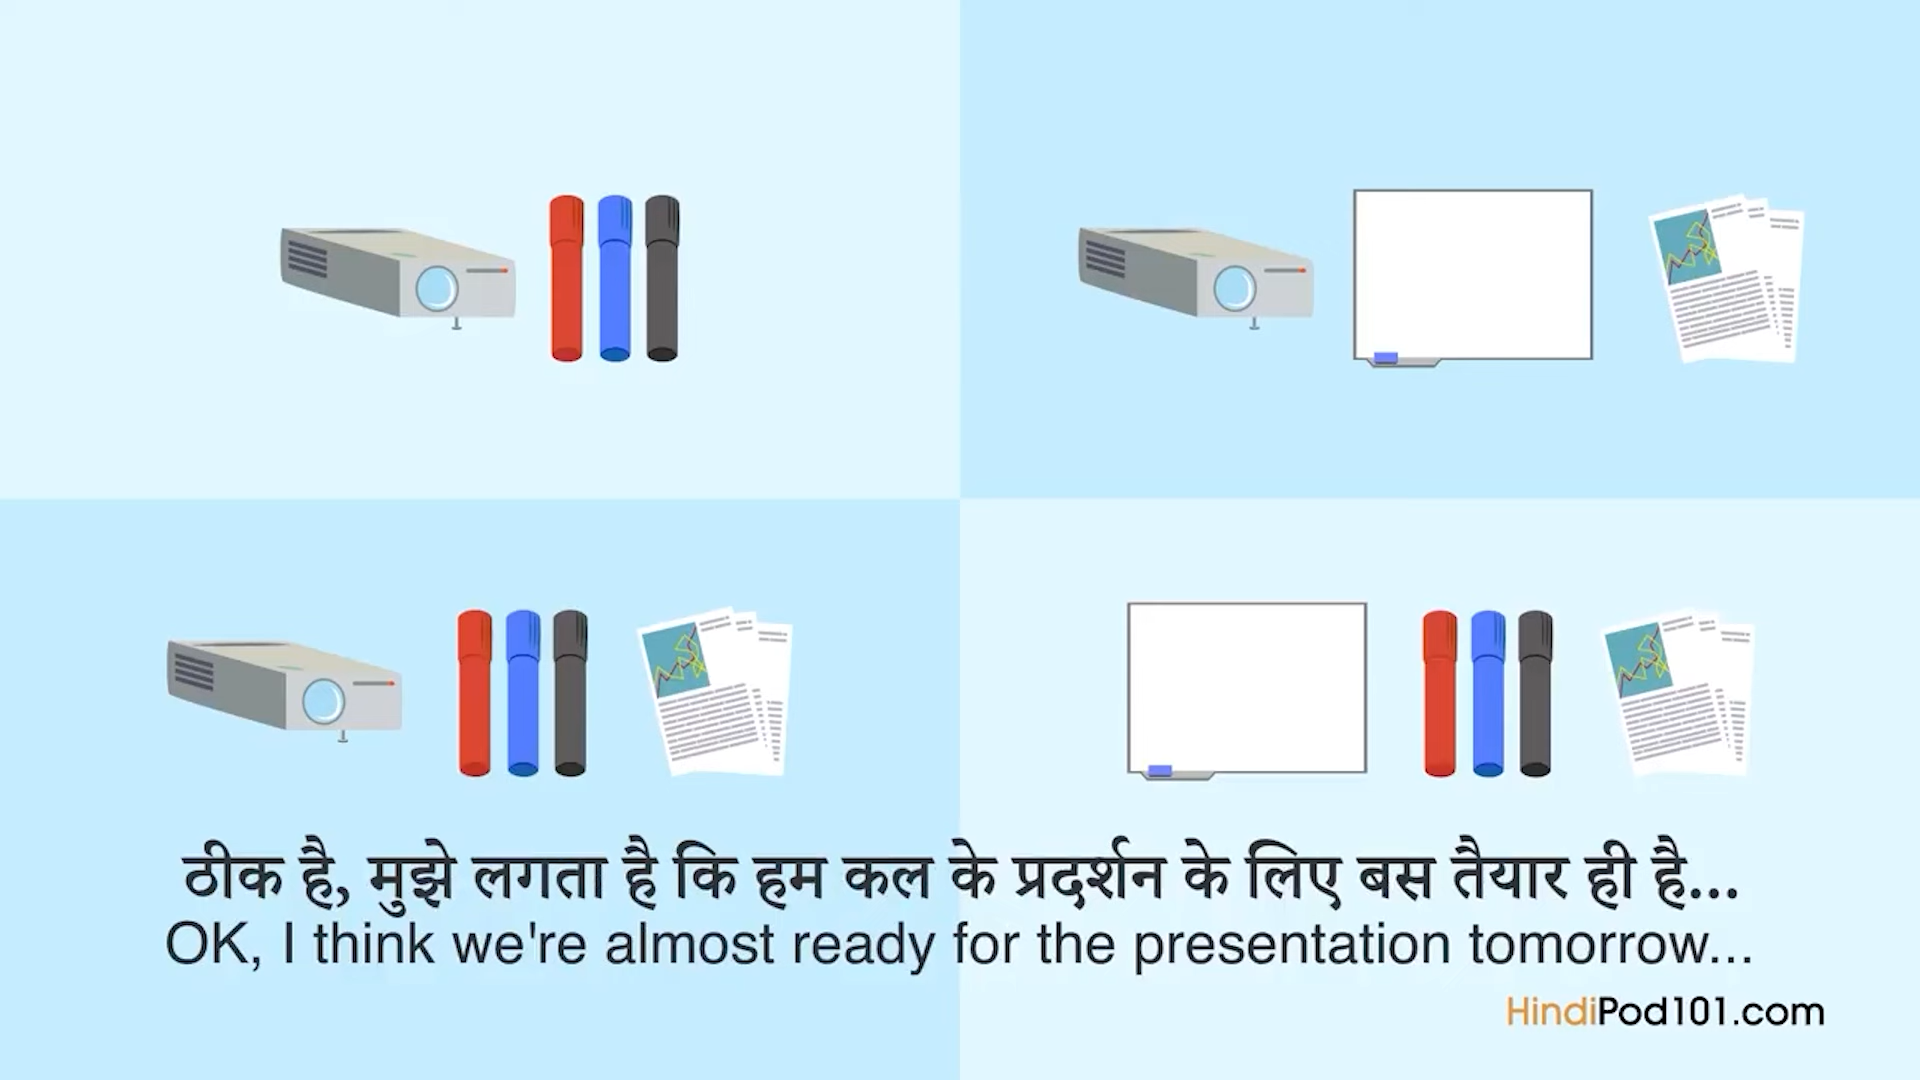 ठीक है, मुझे लगता है कि हम कल के प्रदर्शन के लिए बस तैयार ही है...
OK, I think we're almost ready for the presentation tomorrow...
HindiPod101.com